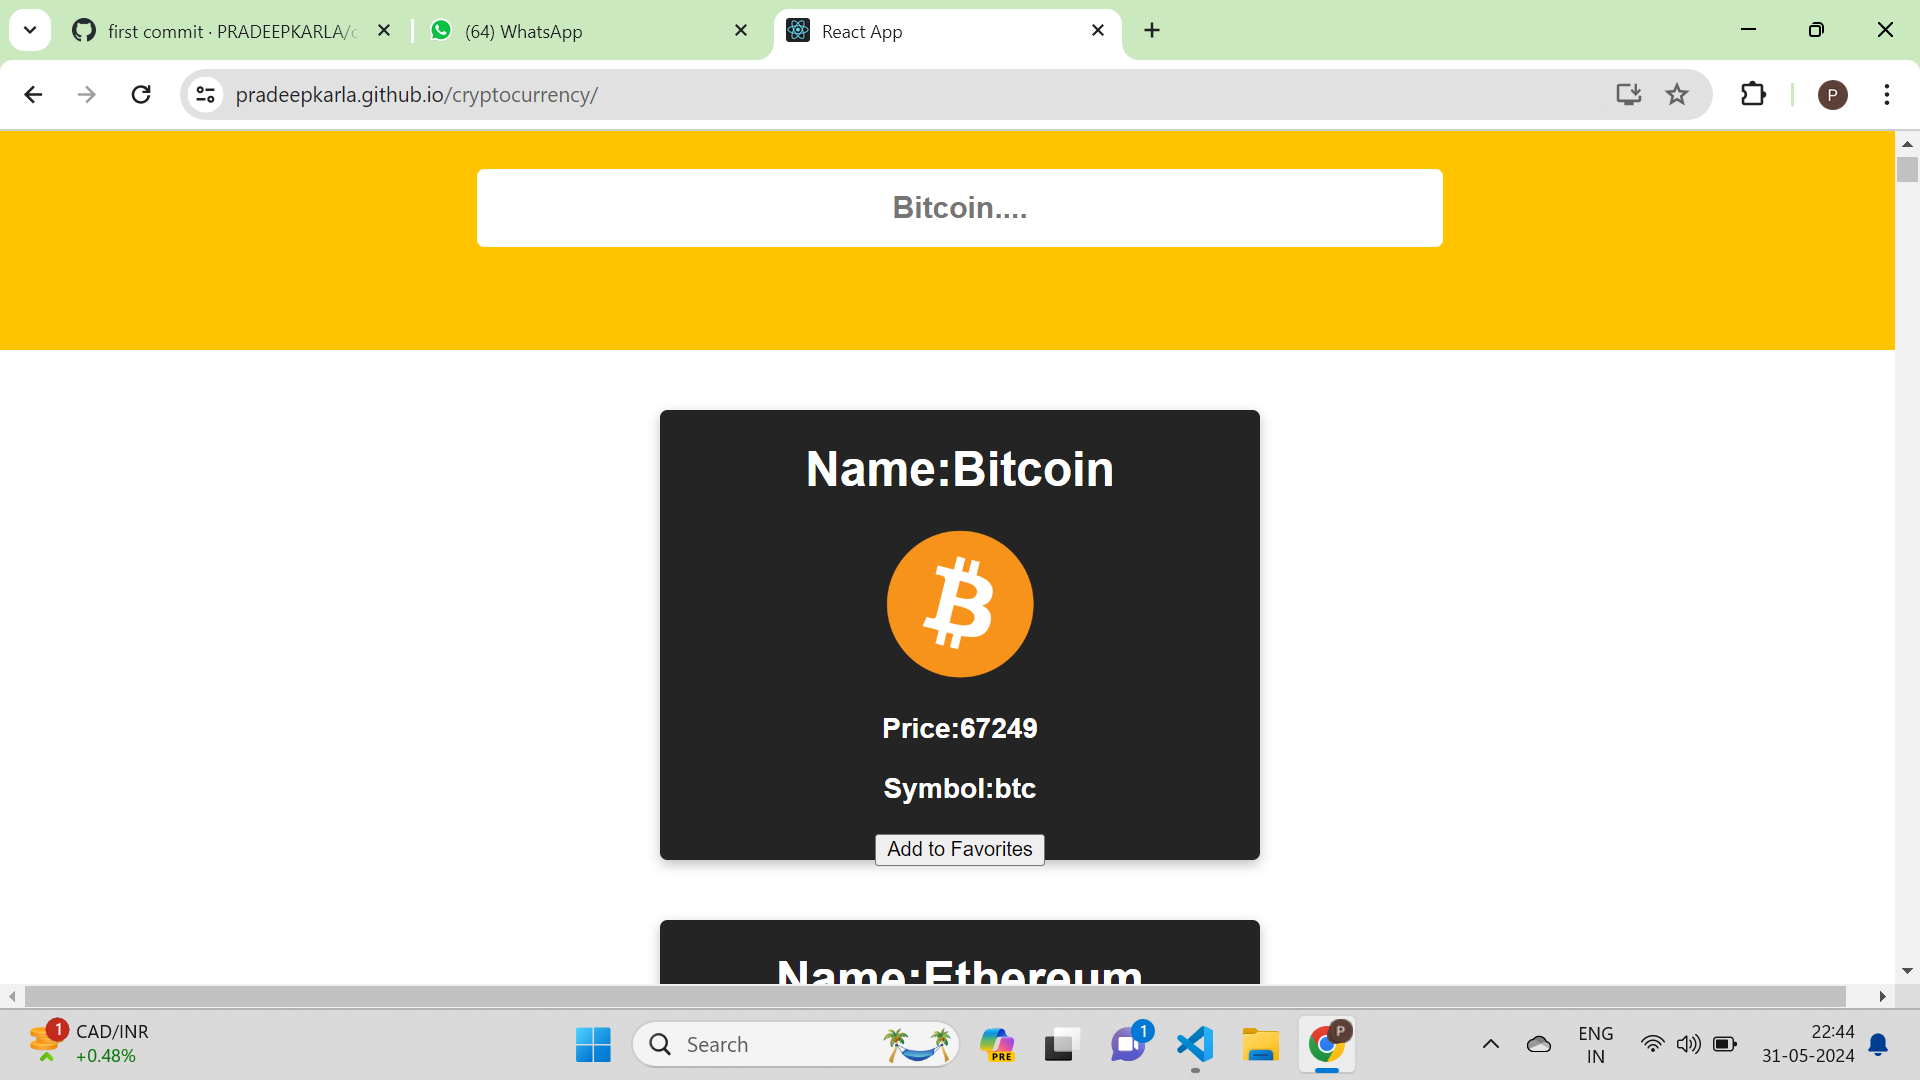 first commit · PRADEEPKARLA/c
(64) WhatsApp
React App
pradeepkarla.github.io/cryptocurrency/
P
Bitcoin....
Name:Bitcoin
Price:67249
Symbol:btc
Add to Favorites
Name:Ethereum
1
CAD/INR
+0.48%
Search
PRE
1
P
ENG
IN
22:44
31-05-2024